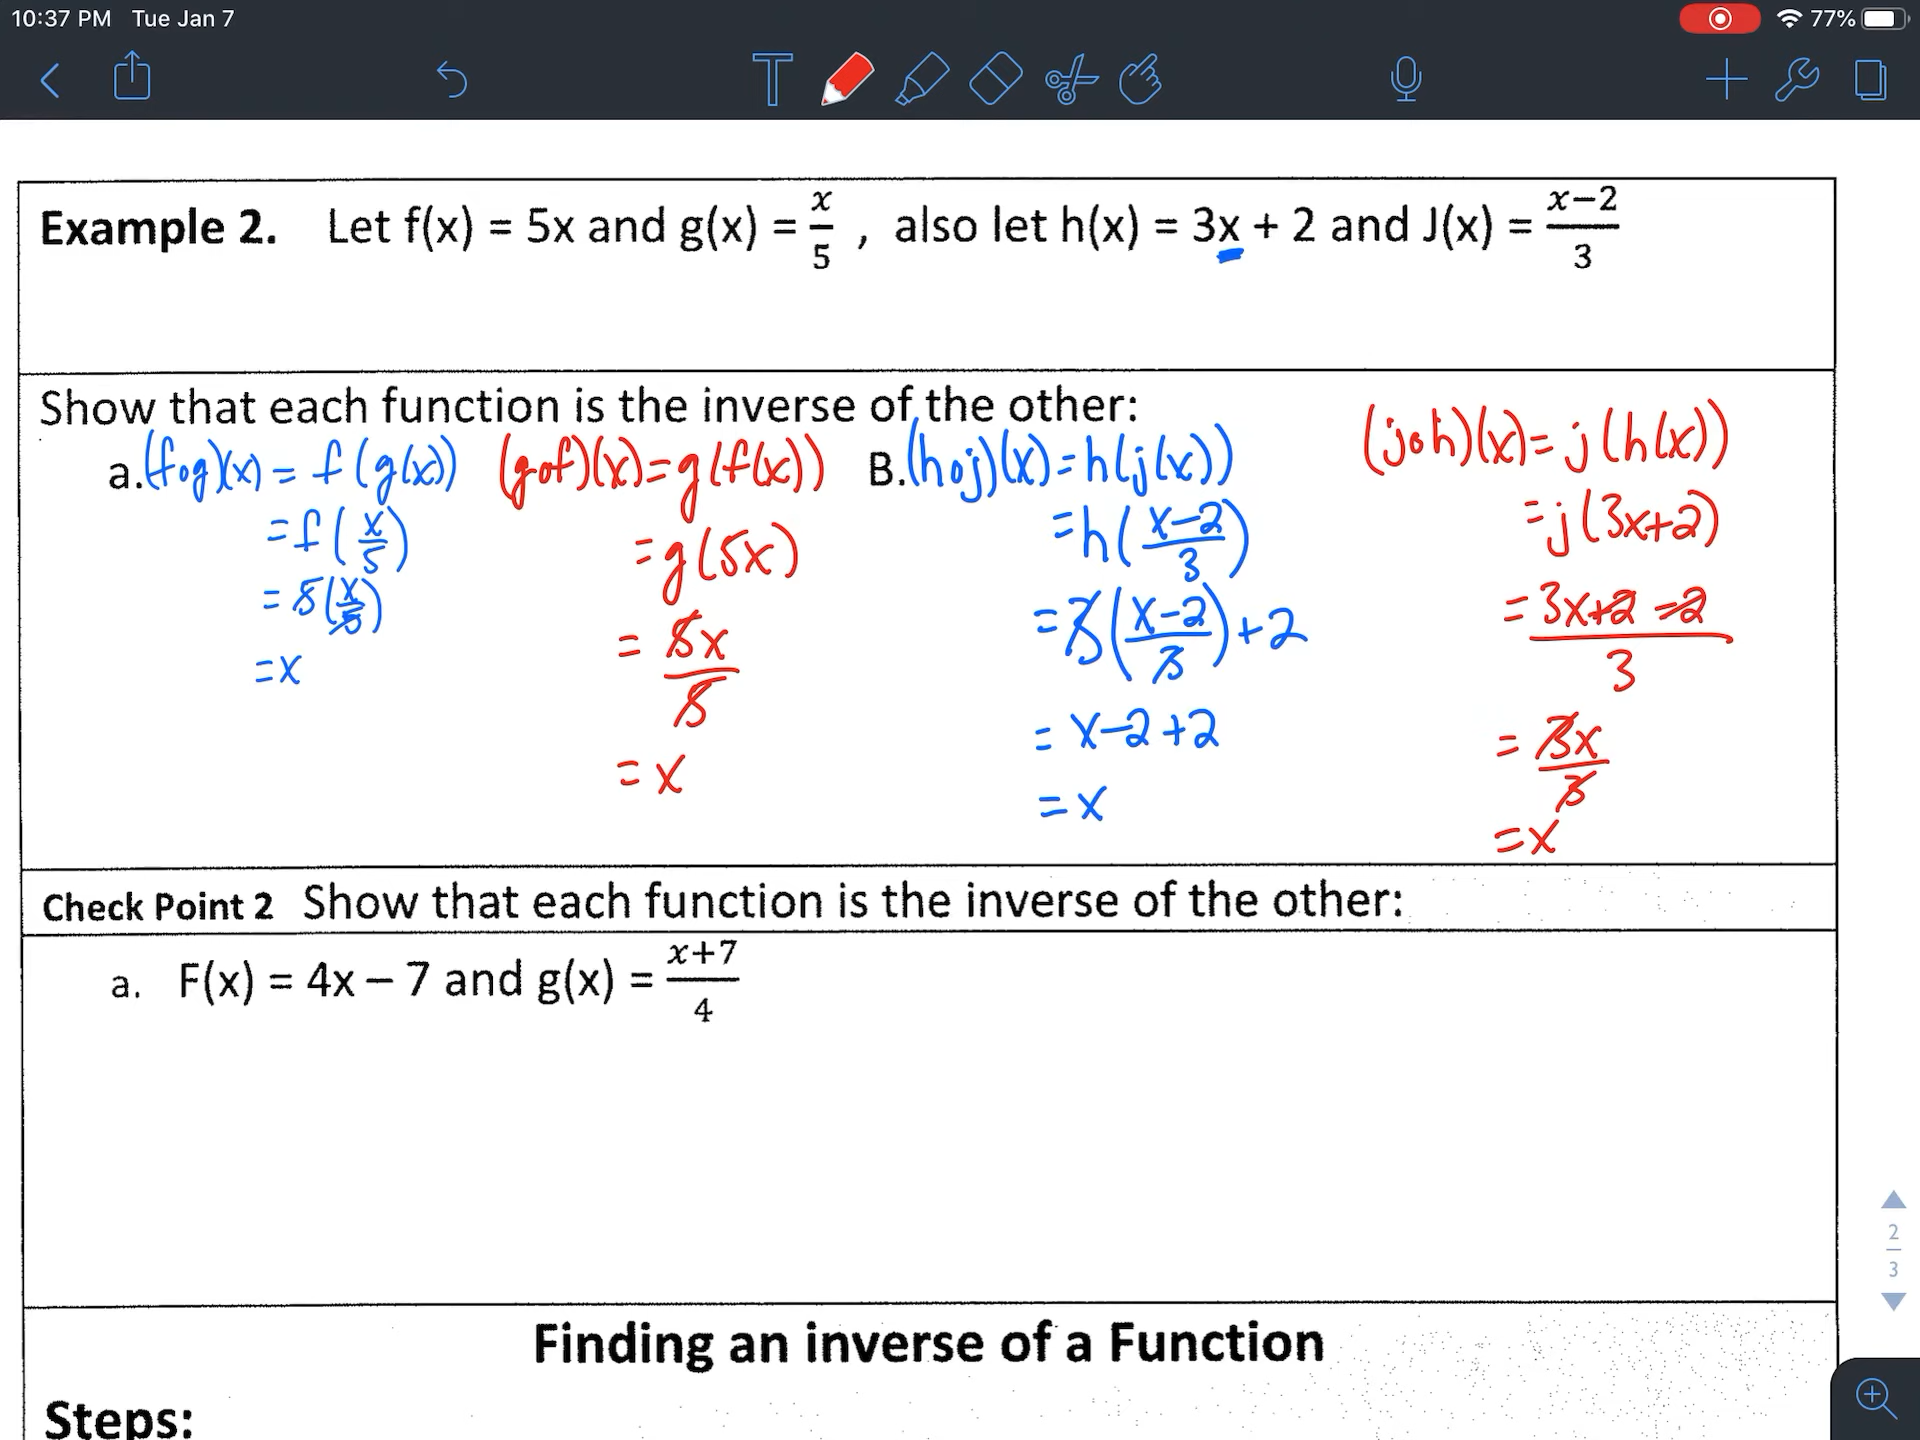 10:37 PM Tue Jan 7 77%
T
Example 2. Let f(x) = 5x and g(x) = x/5 , also let h(x) = 3x + 2 and J(x) = x−2/3
Show that each function is the inverse of the other:
a. (fog)(x) = f(g(x))
= f(x/5)
= 5(x/5)
= x
(gof)(x) = g(f(x))
= g(5x)
= 5x/5
= x
B. (hoj)(x) = h(j(x))
= h(x−2/3)
= 3(x−2/3) + 2
= x−2+2
= x
(joh)(x) = j(h(x))
= j(3x+2)
= 3x+2−2/3
= 3x/3
= x
Check Point 2 Show that each function is the inverse of the other:
a. F(x) = 4x – 7 and g(x) = x+7/4
2/3
Finding an inverse of a Function
Steps: